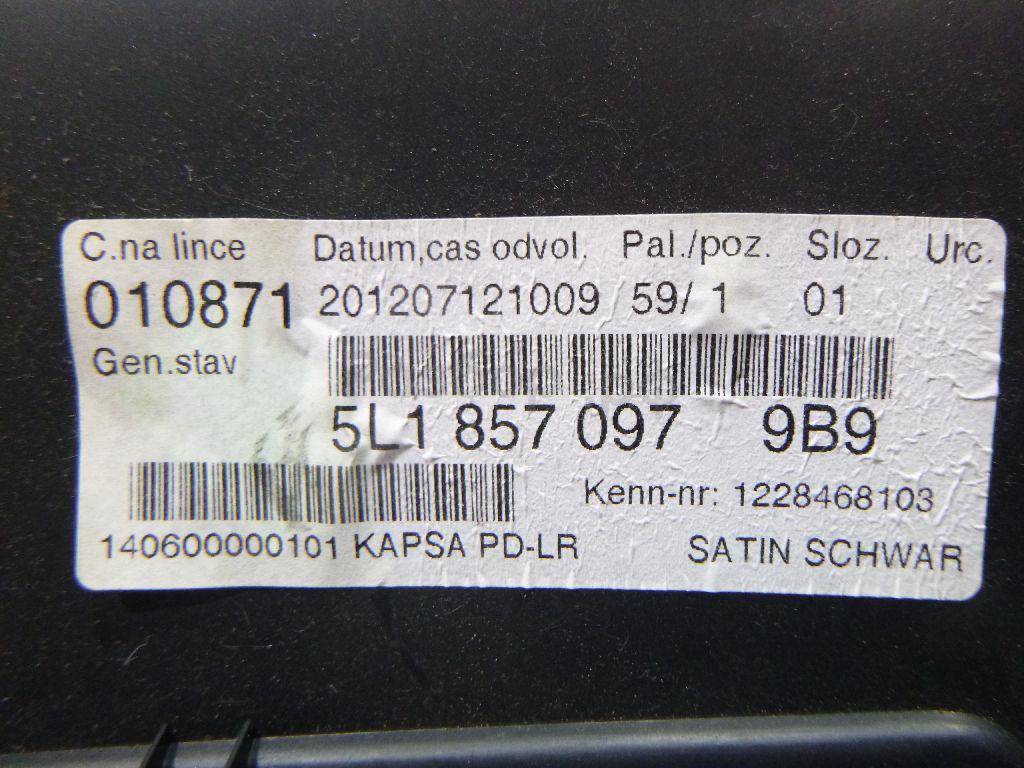 C.na lince Datum,cas odvol. Pal./poz. Sloz. Urc.
010871 201207121009 59/ 1 01
Gen.stav
5L1 857 097 9B9
Kenn-nr: 1228468103
140600000101 KAPSA PD-LR SATIN SCHWAR